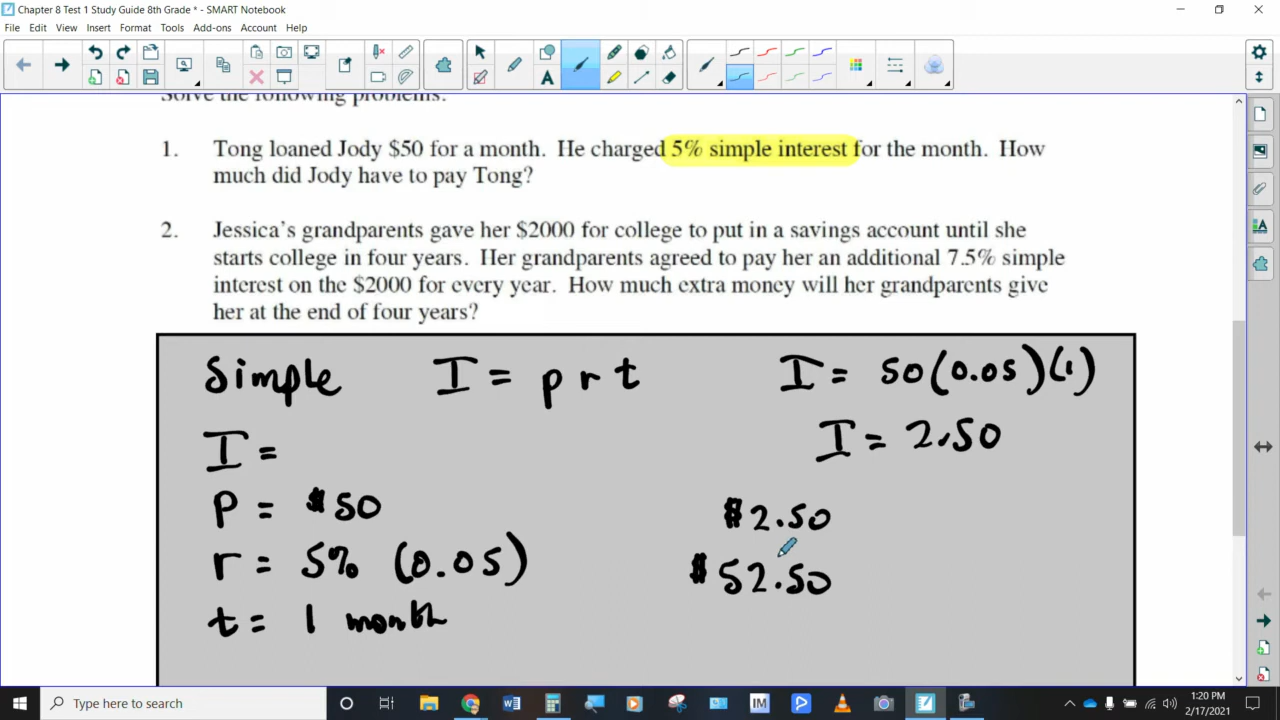 Chapter 8 Test 1 Study Guide 8th Grade * - SMART Notebook
File Edit View Insert Format Tools Add-ons Account Help
Solve the following problems.
1. Tong loaned Jody $50 for a month. He charged 5% simple interest for the month. How
much did Jody have to pay Tong?
2. Jessica's grandparents gave her $2000 for college to put in a savings account until she
starts college in four years. Her grandparents agreed to pay her an additional 7.5% simple
interest on the $2000 for every year. How much extra money will her grandparents give
her at the end of four years?
Simple I = p r t I = 50(0.05)(1)
I = I = 2.50
P = $50 $2.50
r = 5% (0.05) $52.50
t = 1 month
Type here to search
1:20 PM
2/17/2021